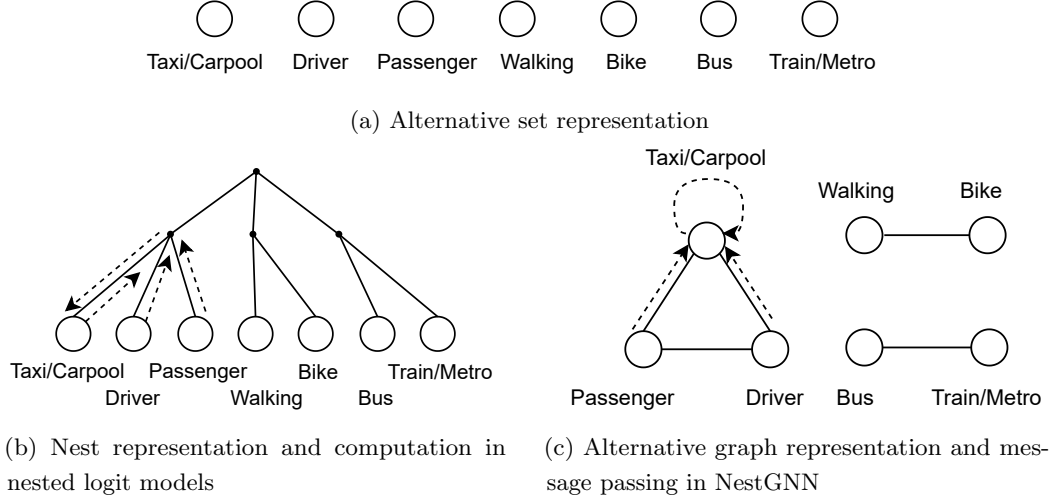 Taxi/Carpool Driver Passenger Walking Bike Bus Train/Metro
(a) Alternative set representation
Taxi/Carpool Passenger Bike Train/Metro
Driver Walking Bus
(b) Nest representation and computation in
nested logit models
Taxi/Carpool
Walking Bike
Passenger Driver Bus Train/Metro
(c) Alternative graph representation and mes-
sage passing in NestGNN